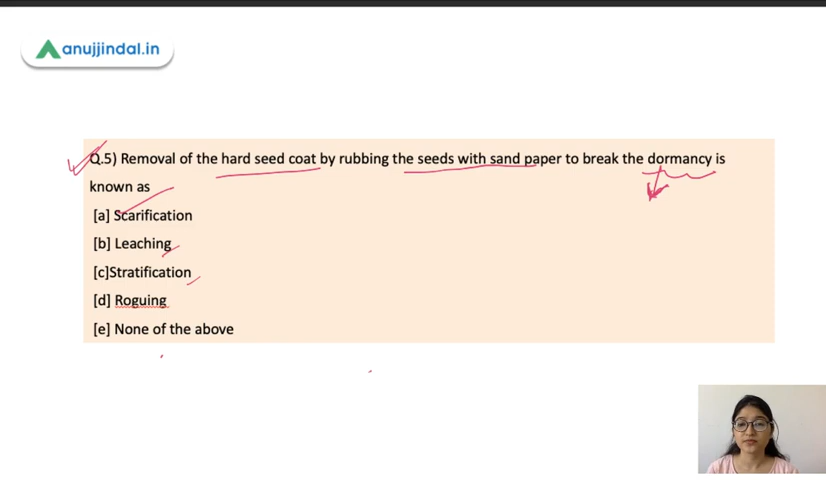 anujjindal.in
Q.5) Removal of the hard seed coat by rubbing the seeds with sand paper to break the dormancy is
known as
[a] Scarification
[b] Leaching
[c]Stratification
[d] Roguing
[e] None of the above